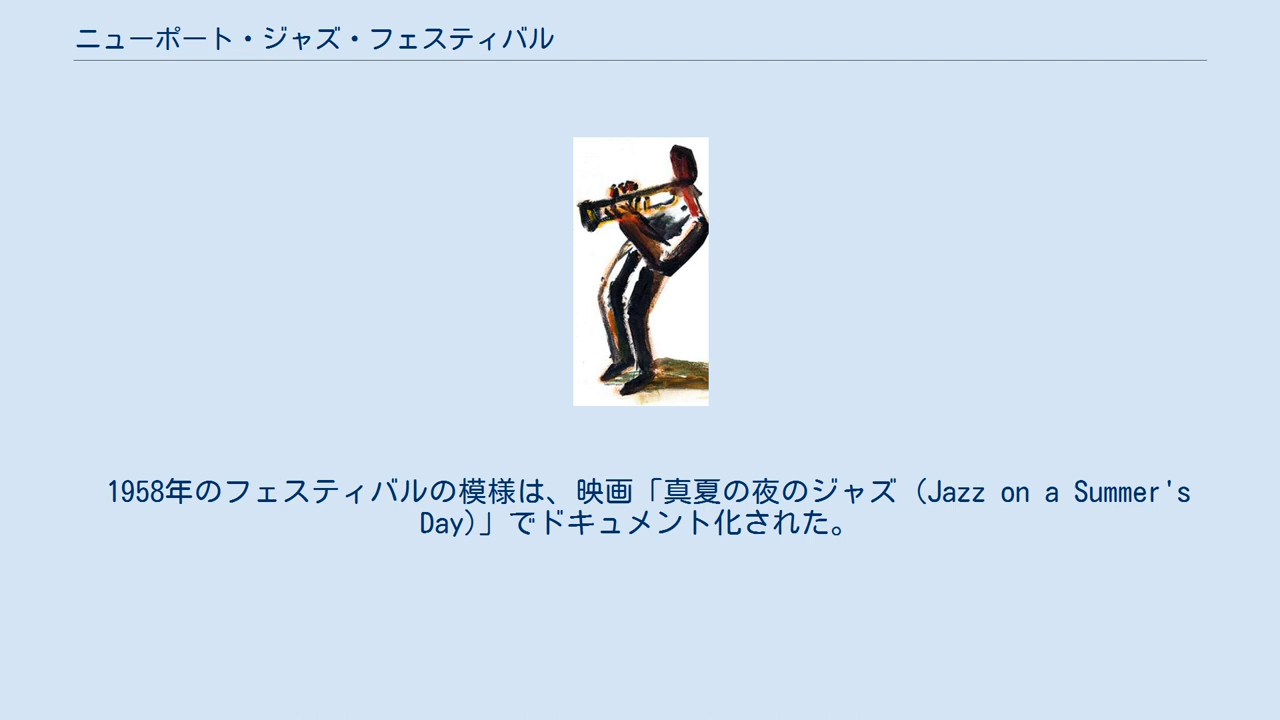 ニューポート・ジャズ・フェスティバル
1958年のフェスティバルの模様は、映画「真夏の夜のジャズ（Jazz on a Summer's
Day)」でドキュメント化された。